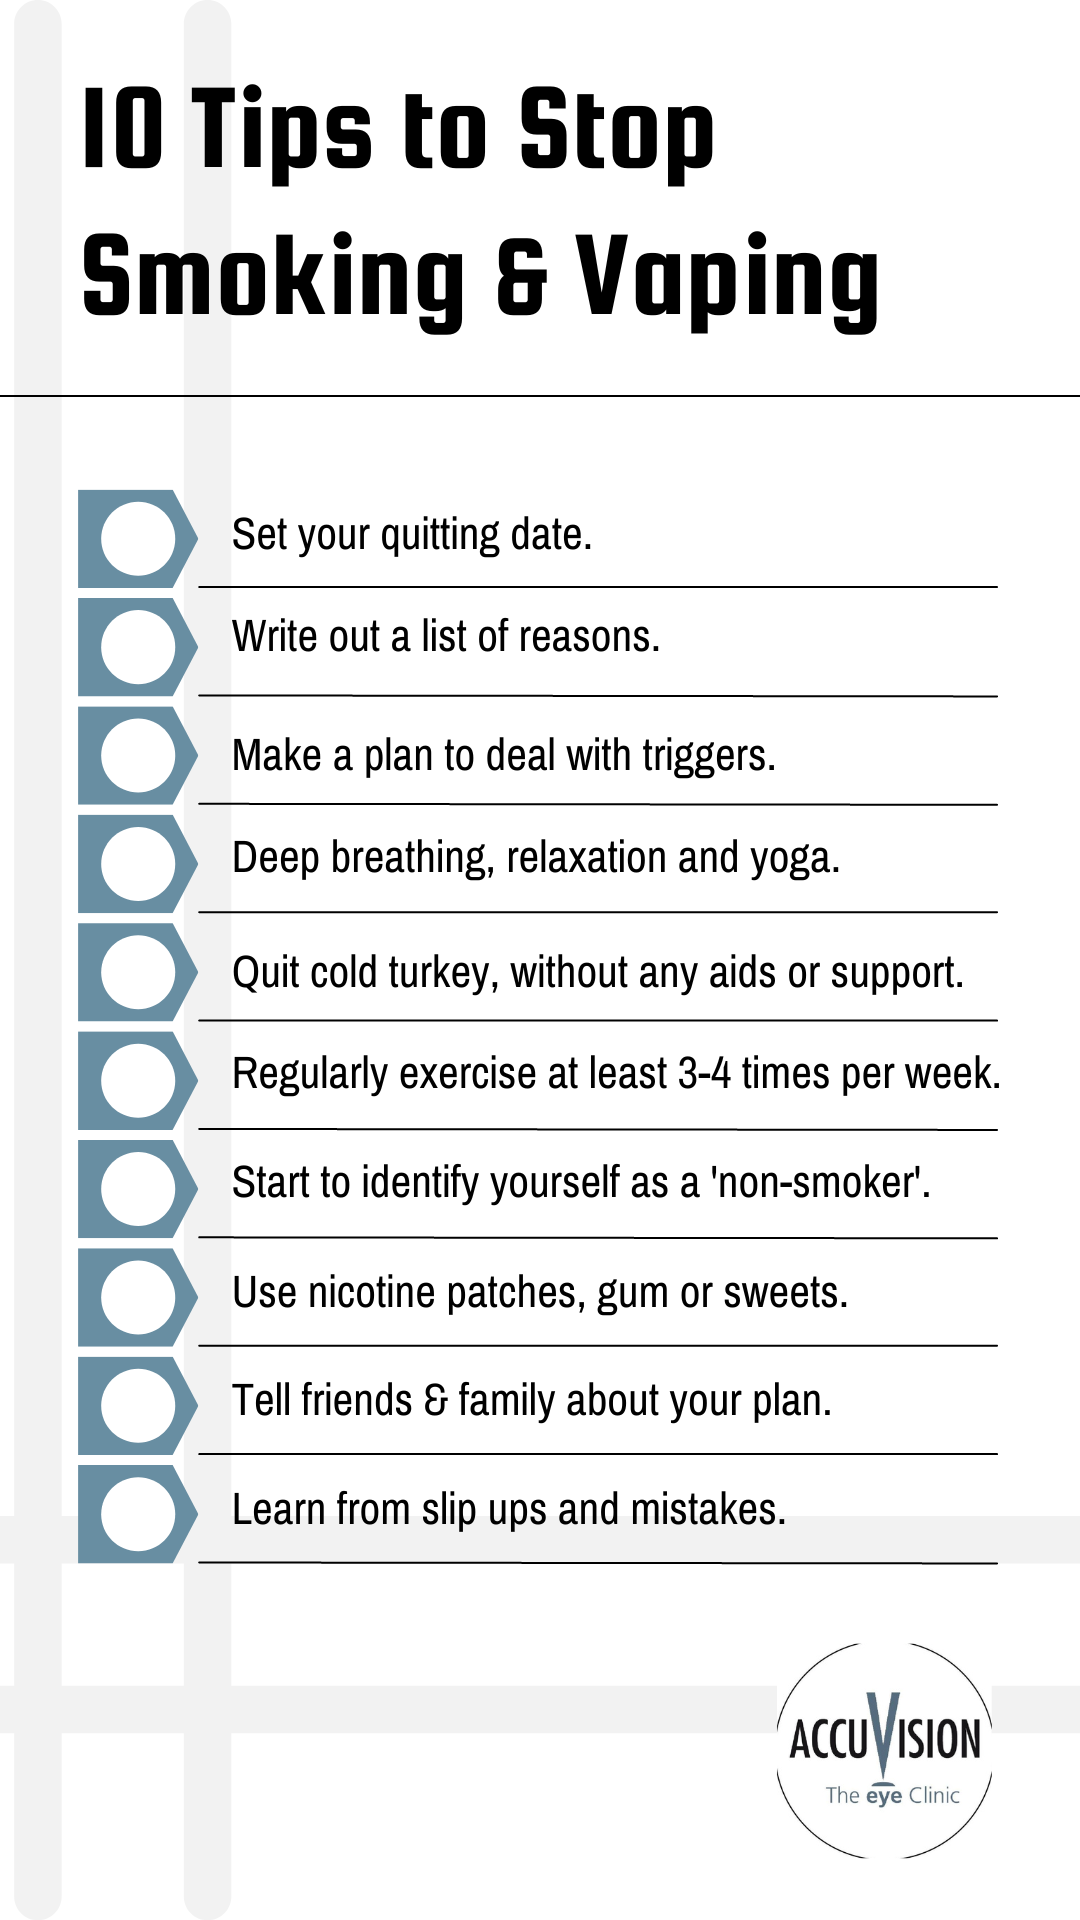 10 Tips to Stop
Smoking & Vaping
Set your quitting date.
Write out a list of reasons.
Make a plan to deal with triggers.
Deep breathing, relaxation and yoga.
Quit cold turkey, without any aids or support.
Regularly exercise at least 3-4 times per week.
Start to identify yourself as a 'non-smoker'.
Use nicotine patches, gum or sweets.
Tell friends & family about your plan.
Learn from slip ups and mistakes.
ACCUVISION
The eye Clinic